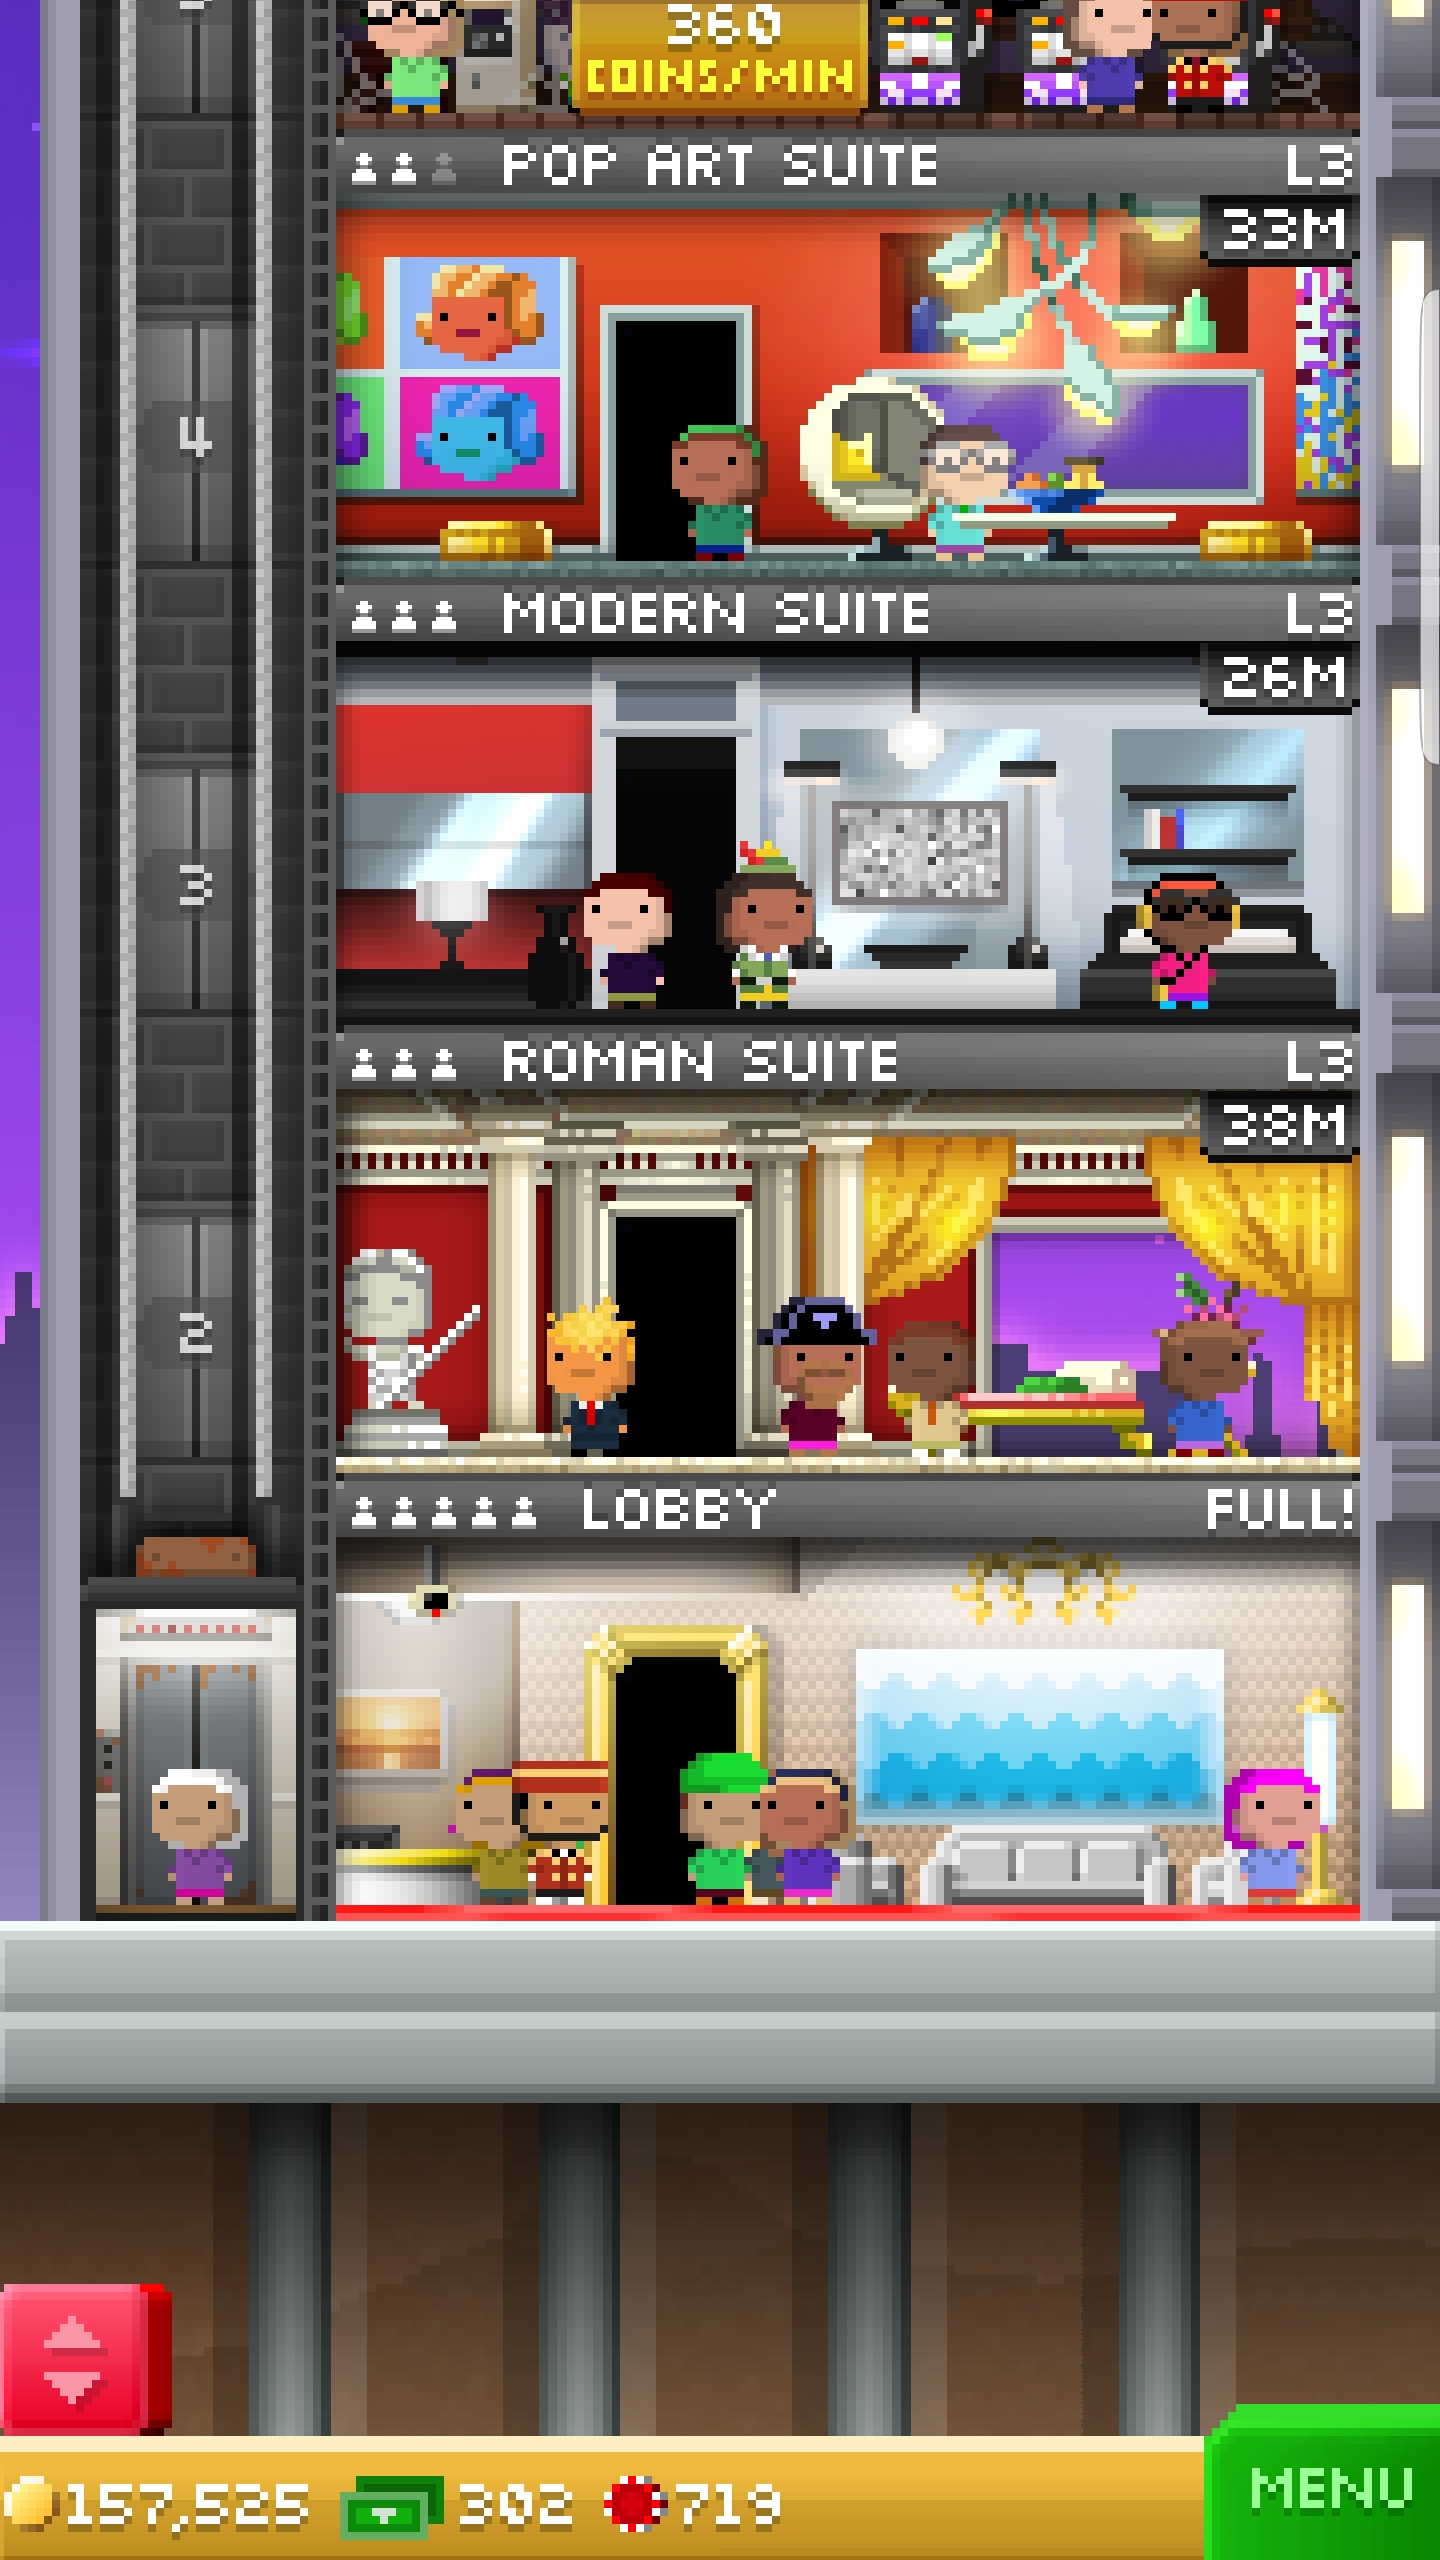 360
COINS/MIN
POP ART SUITE L3
33M
4
MODERN SUITE L3
26M
3
ROMAN SUITE L3
38M
2
LOBBY FULL!
157,525 302 719
MENU